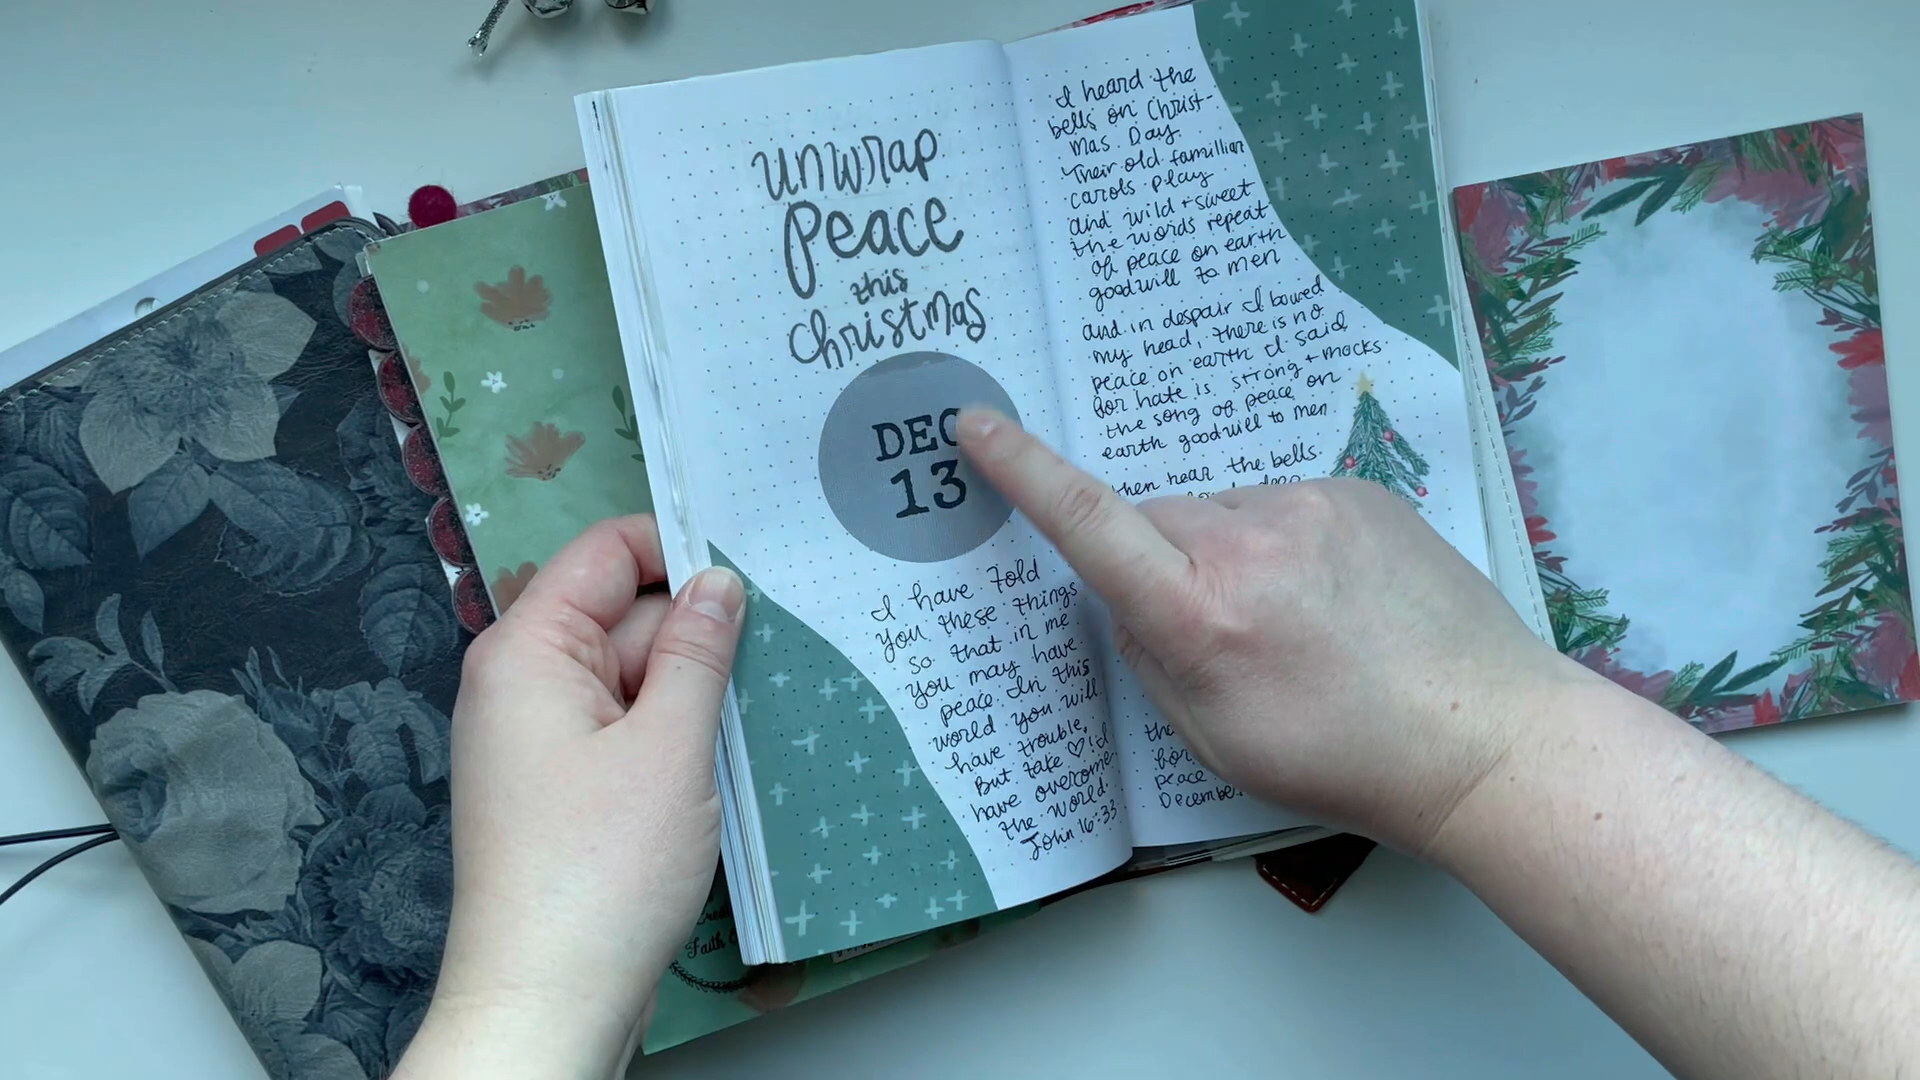 unwrap
Peace
this
Christmas
DEC
13
I have told
you these things
so that in me
you may have
peace. In this
world you will
have trouble,
But take ♡! I
have overcome
the world.
John 16:33
I heard the
bells on Christ-
mas Day
Their old famillian
carols play
and wild + sweet
the words repeat
of peace on earth
goodwill to men
and in despair I bowed
my head, there is no
peace on earth I said
for hate is strong + mocks
the song of peace on
earth goodwill to men
then hear the bells
peace
December
Faith